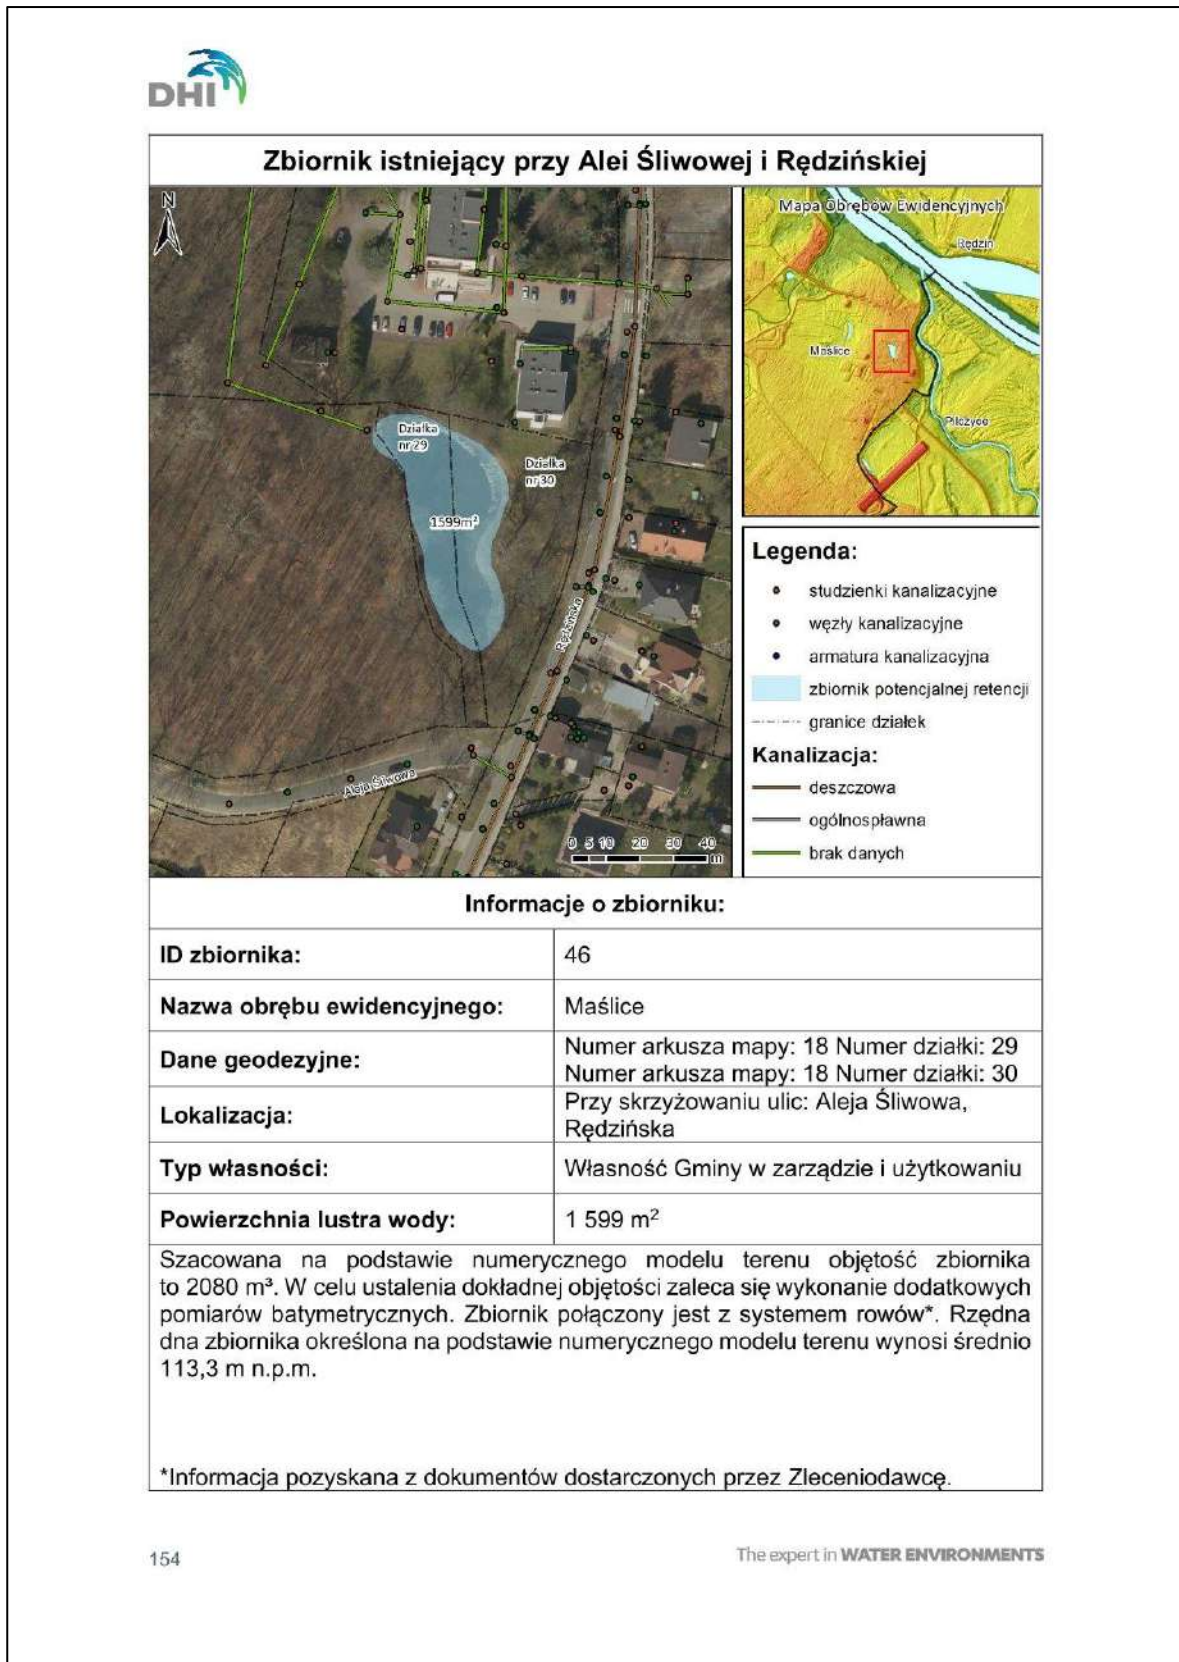 DHI
Zbiornik istniejący przy Alei Śliwowej i Rędzińskiej
N
Działka
nr 29
Działka
nr 30
1599m²
Rędzińska
Aleja Śliwowa
0 5 10 20 30 40
m
Mapa Obrębów Ewidencyjnych
Rędzin
Maślice
Pilczyce
Legenda:
studzienki kanalizacyjne
węzły kanalizacyjne
armatura kanalizacyjna
zbiornik potencjalnej retencji
granice działek
Kanalizacja:
deszczowa
ogólnospławna
brak danych
Informacje o zbiorniku:
ID zbiornika: 46
Nazwa obrębu ewidencyjnego: Maślice
Dane geodezyjne: Numer arkusza mapy: 18 Numer działki: 29
Numer arkusza mapy: 18 Numer działki: 30
Lokalizacja: Przy skrzyżowaniu ulic: Aleja Śliwowa,
Rędzińska
Typ własności: Własność Gminy w zarządzie i użytkowaniu
Powierzchnia lustra wody: 1 599 m²
Szacowana na podstawie numerycznego modelu terenu objętość zbiornika
to 2080 m³. W celu ustalenia dokładnej objętości zaleca się wykonanie dodatkowych
pomiarów batymetrycznych. Zbiornik połączony jest z systemem rowów*. Rzędna
dna zbiornika określona na podstawie numerycznego modelu terenu wynosi średnio
113,3 m n.p.m.
*Informacja pozyskana z dokumentów dostarczonych przez Zleceniodawcę.
154
The expert in WATER ENVIRONMENTS